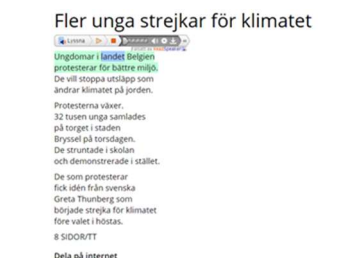 Fler unga strejkar för klimatet
Lyssna
Ungdomar i landet Belgien
protesterar för bättre miljö.
De vill stoppa utsläpp som
ändrar klimatet på jorden.
Protesterna växer.
32 tusen unga samlades
på torget i staden
Bryssel på torsdagen.
De struntade i skolan
och demonstrerade i stället.
De som protesterar
fick idén från svenska
Greta Thunberg som
började strejka för klimatet
före valet i höstas.
8 SIDOR/TT
Dela på internet